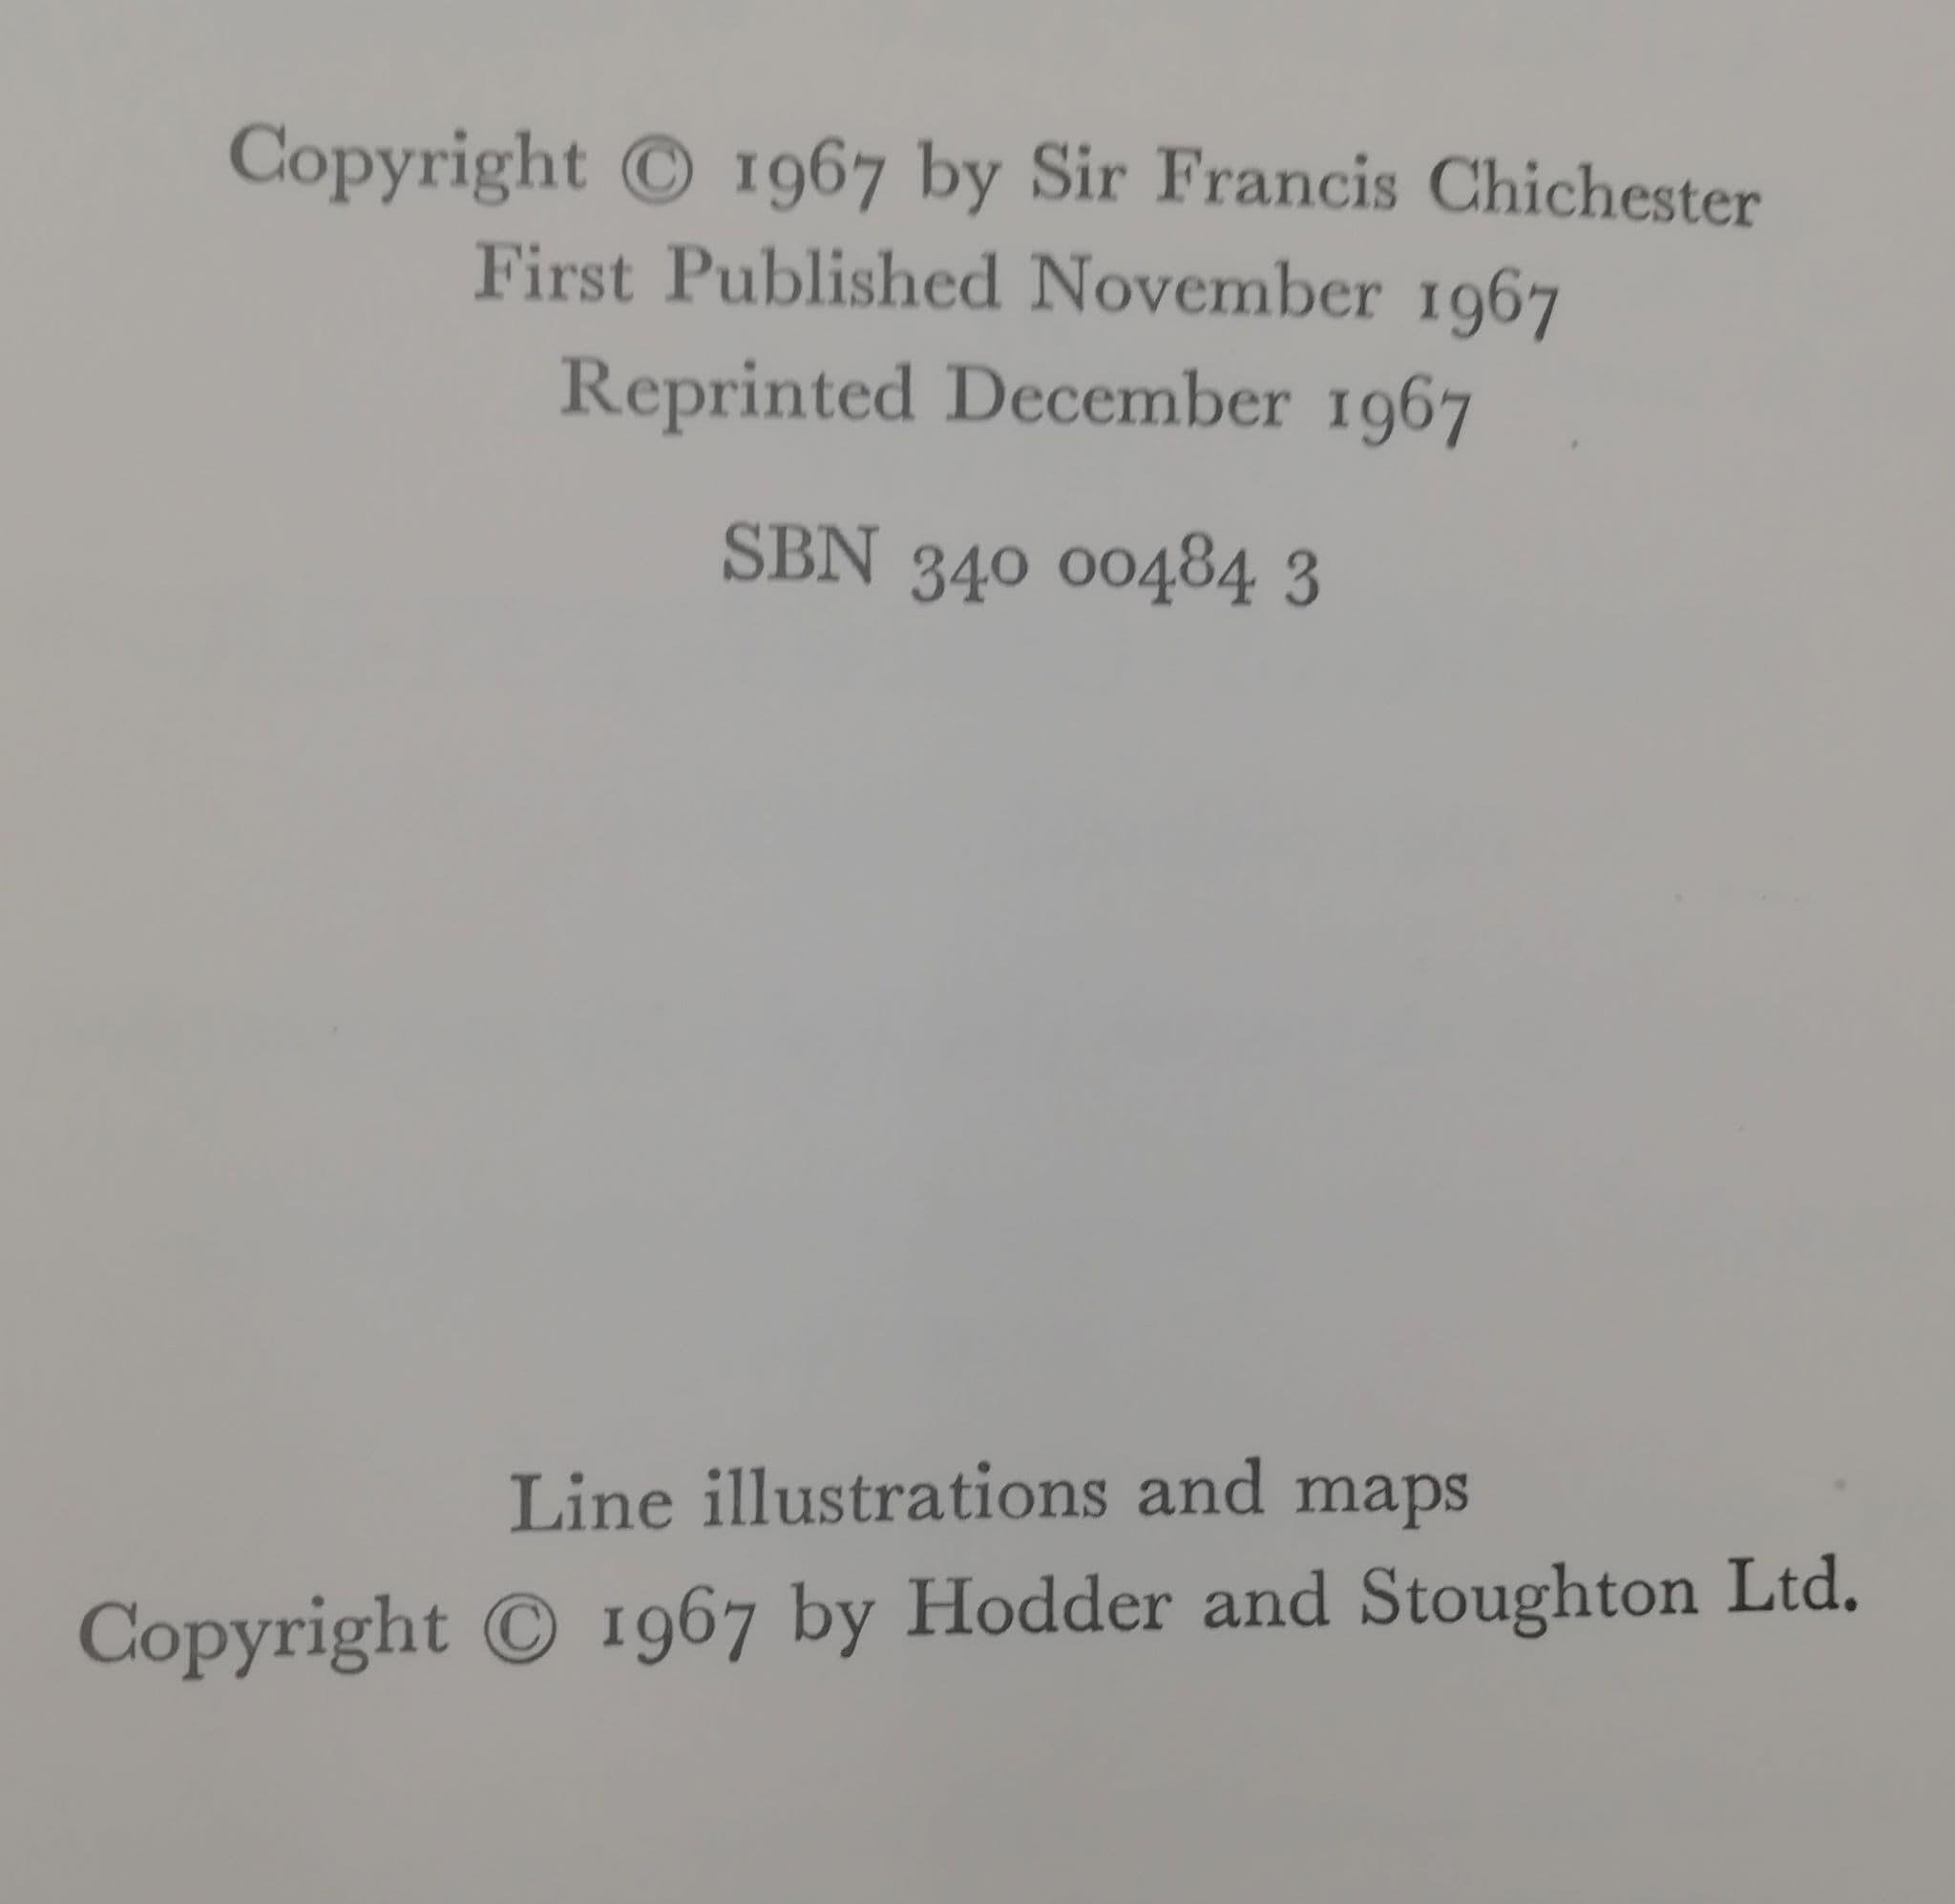 Copyright © 1967 by Sir Francis Chichester
First Published November 1967
Reprinted December 1967
SBN 340 00484 3
Line illustrations and maps
Copyright © 1967 by Hodder and Stoughton Ltd.